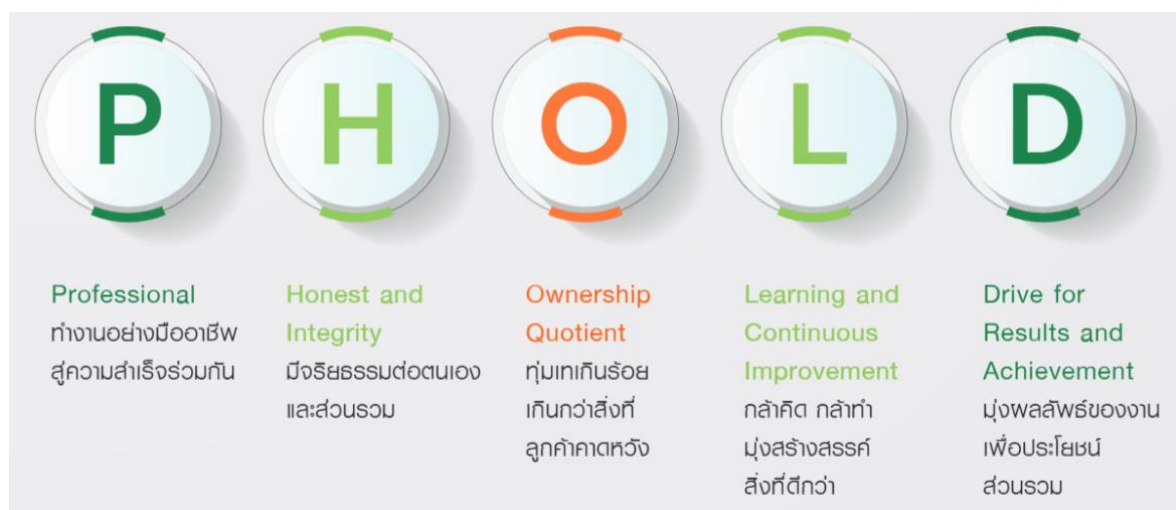 P
H
O
L
D
Professional
ทำงานอย่างมืออาชีพ
สู่ความสำเร็จร่วมกัน
Honest and
Integrity
มีจริยธรรมต่อตนเอง
และส่วนรวม
Ownership
Quotient
ทุ่มเทเกินร้อย
เกินกว่าสิ่งที่
ลูกค้าคาดหวัง
Learning and
Continuous
Improvement
กล้าคิด กล้าทำ
มุ่งสร้างสรรค์
สิ่งที่ดีกว่า
Drive for
Results and
Achievement
มุ่งผลลัพธ์ของงาน
เพื่อประโยชน์
ส่วนรวม